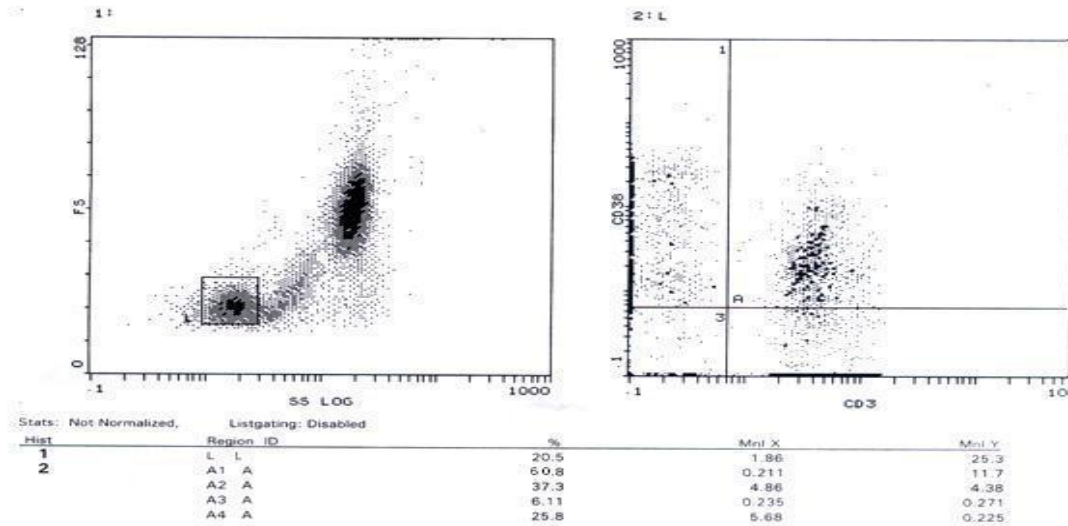 1:
128
FS
0
L
.1
1000
SS LOG
2: L
1000
CD38
.1
1
A
3
.1
10
CD3
Stats: Not Normalized, Listgating: Disabled
Hist Region ID % Mnl X Mnl Y
1 L L 20.5 1.86 25.3
2 A1 A 0.211 11.7
A2 A 37.3 4.86 4.38
A3 A 6.11 0.235 0.271
A4 A 25.8 5.68 0.225